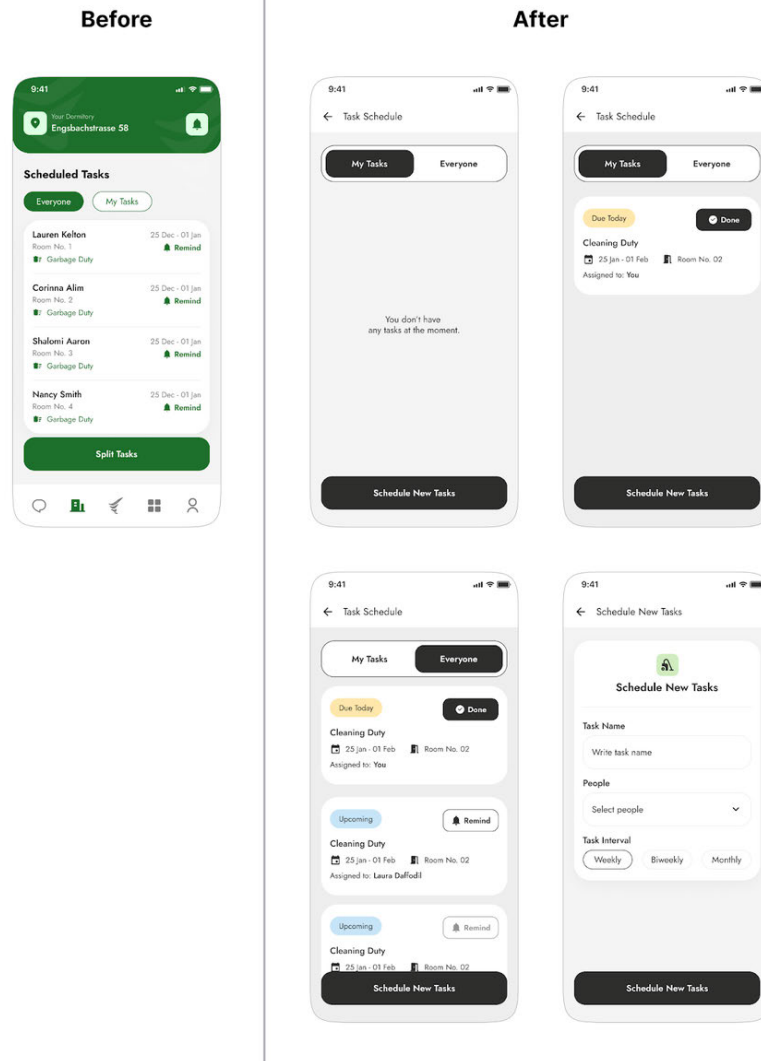 Before
After
9:41
Your Dormitory
Engsbachstrasse 58
Scheduled Tasks
Everyone
My Tasks
Lauren Kelton
25 Dec - 01 Jan
Room No. 1
Remind
Garbage Duty
Corinna Alim
25 Dec - 01 Jan
Room No. 2
Remind
Garbage Duty
Shalomi Aaron
25 Dec - 01 Jan
Room No. 3
Remind
Garbage Duty
Nancy Smith
25 Dec - 01 Jan
Room No. 4
Remind
Garbage Duty
Split Tasks
9:41
Task Schedule
My Tasks
Everyone
You don't have
any tasks at the moment.
Schedule New Tasks
9:41
Task Schedule
My Tasks
Everyone
Due Today
Done
Cleaning Duty
25 Jan - 01 Feb
Room No. 02
Assigned to: You
Schedule New Tasks
9:41
Task Schedule
My Tasks
Everyone
Due Today
Done
Cleaning Duty
25 Jan - 01 Feb
Room No. 02
Assigned to: You
Upcoming
Remind
Cleaning Duty
25 Jan - 01 Feb
Room No. 02
Assigned to: Laura Daffodil
Upcoming
Remind
Cleaning Duty
25 Jan - 01 Feb
Room No. 02
Schedule New Tasks
9:41
Schedule New Tasks
Schedule New Tasks
Task Name
Write task name
People
Select people
Task Interval
Weekly
Biweekly
Monthly
Schedule New Tasks